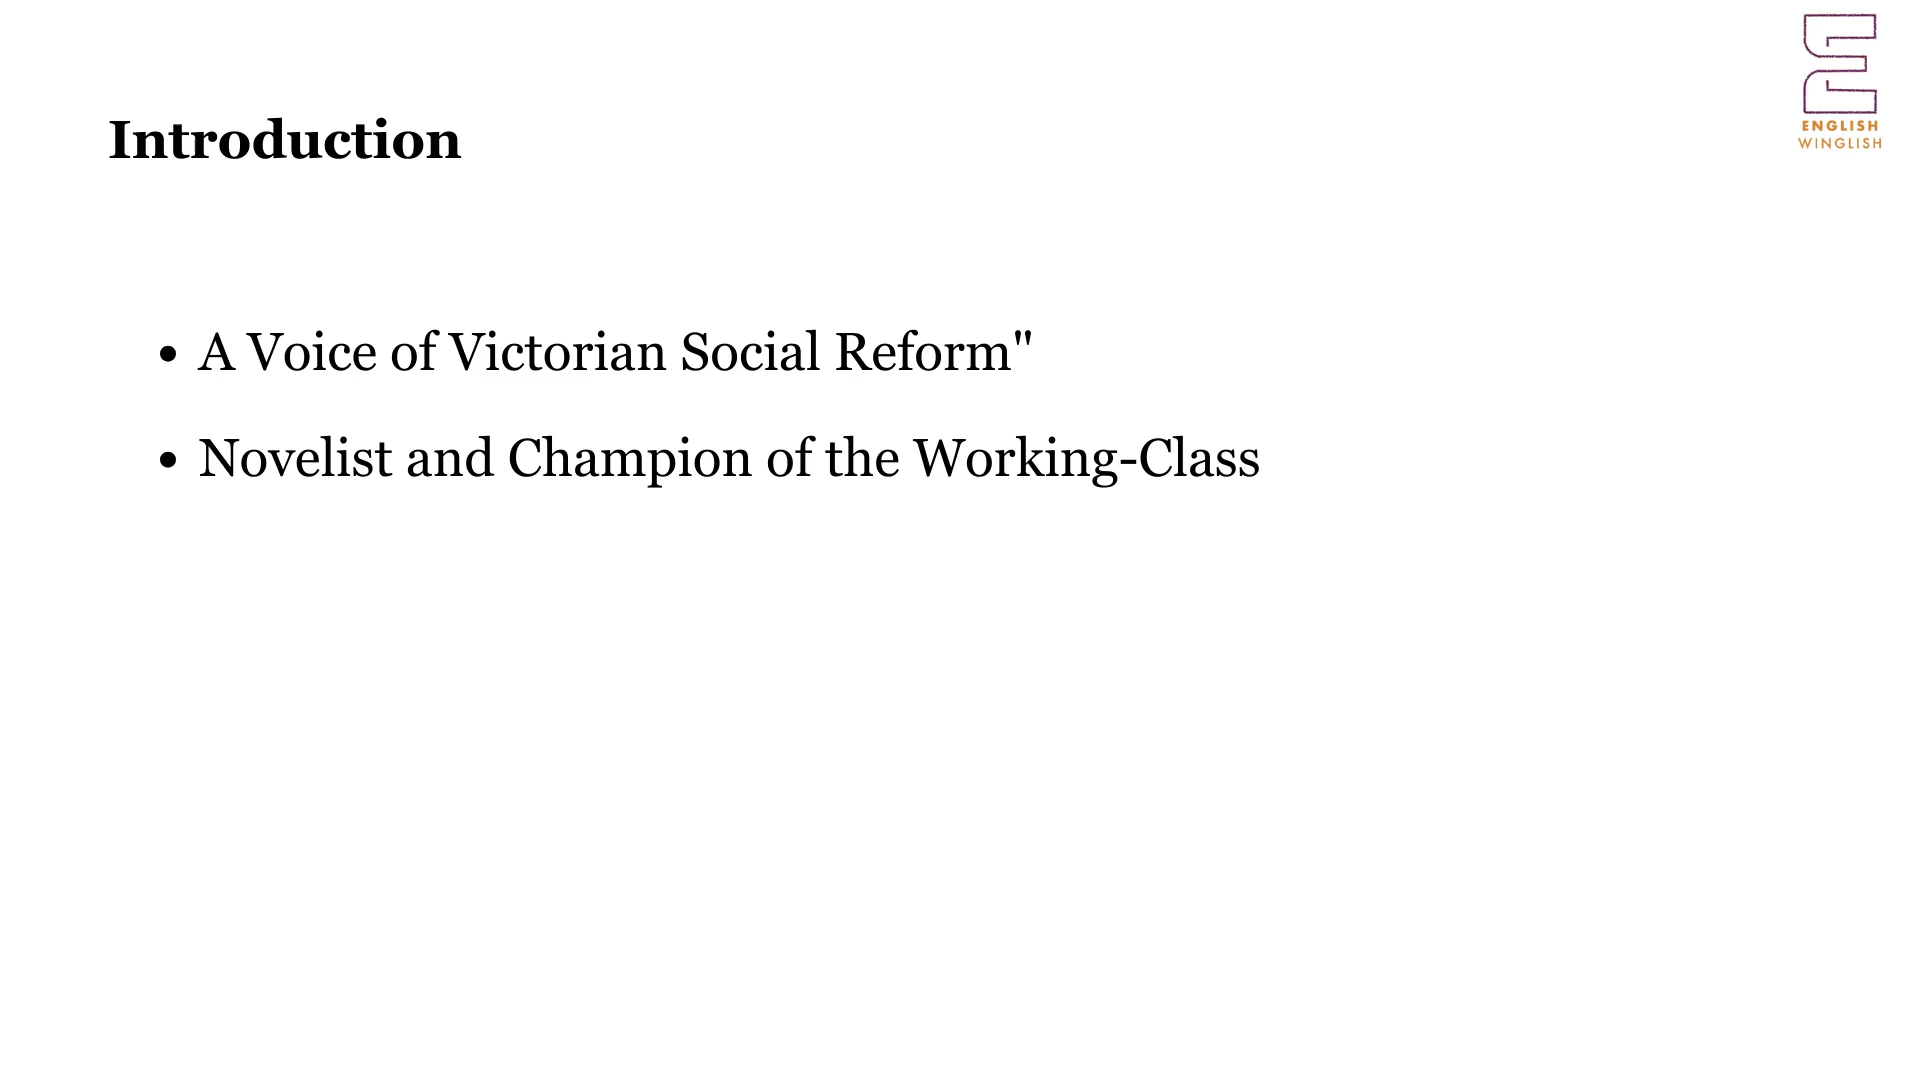 ENGLISH
WINGLISH
Introduction
• A Voice of Victorian Social Reform"
• Novelist and Champion of the Working-Class